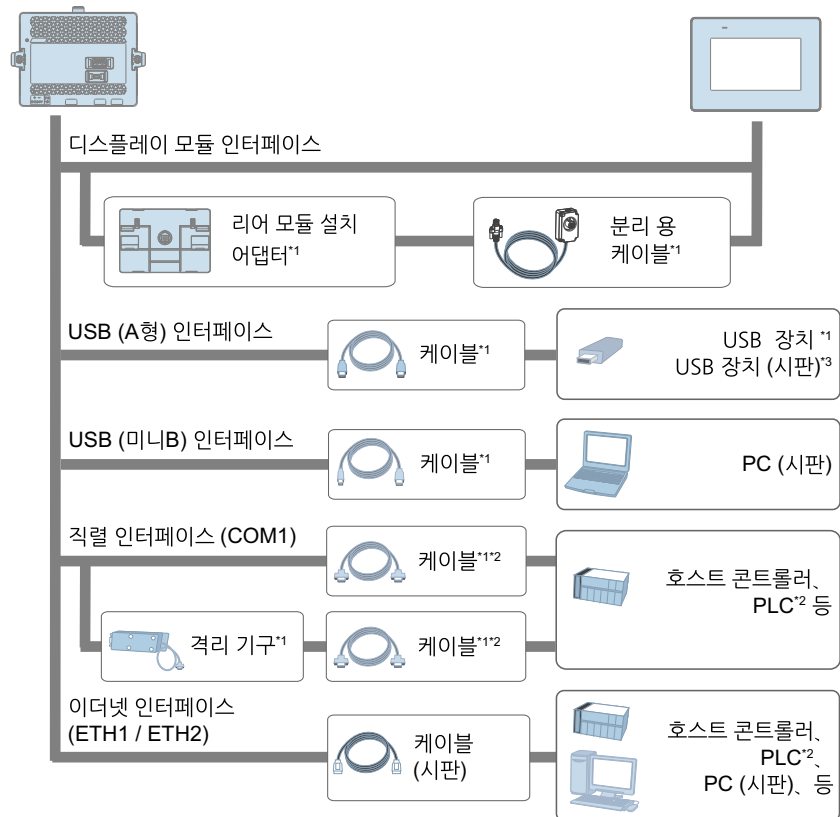 디스플레이 모듈 인터페이스
리어 모듈 설치
어댑터*1
분리 용
케이블*1
USB (A형) 인터페이스
케이블*1
USB 장치 *1
USB 장치 (시판)*3
USB (미니B) 인터페이스
케이블*1
PC (시판)
직렬 인터페이스 (COM1)
케이블*1*2
호스트 콘트롤러、
PLC*2 등
격리 기구*1
케이블*1*2
이더넷 인터페이스
(ETH1 / ETH2)
케이블
(시판)
호스트 콘트롤러、
PLC*2、
PC (시판)、등